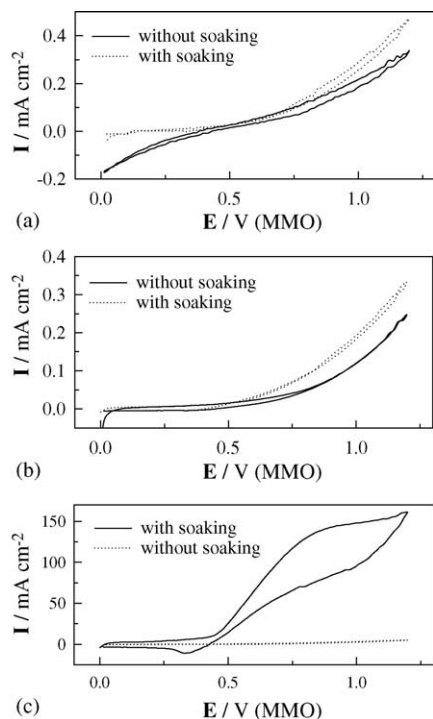 without soaking
with soaking
I / mA cm-2
0.4
0.2
0.0
-0.2
0.0 0.5 1.0
(a)
E / V (MMO)
without soaking
with soaking
I / mA cm-2
0.4
0.3
0.2
0.1
0.0
0.0 0.5 1.0
(b)
E / V (MMO)
with soaking
without soaking
I / mA cm-2
150
100
50
0
0.0 0.5 1.0
(c)
E / V (MMO)